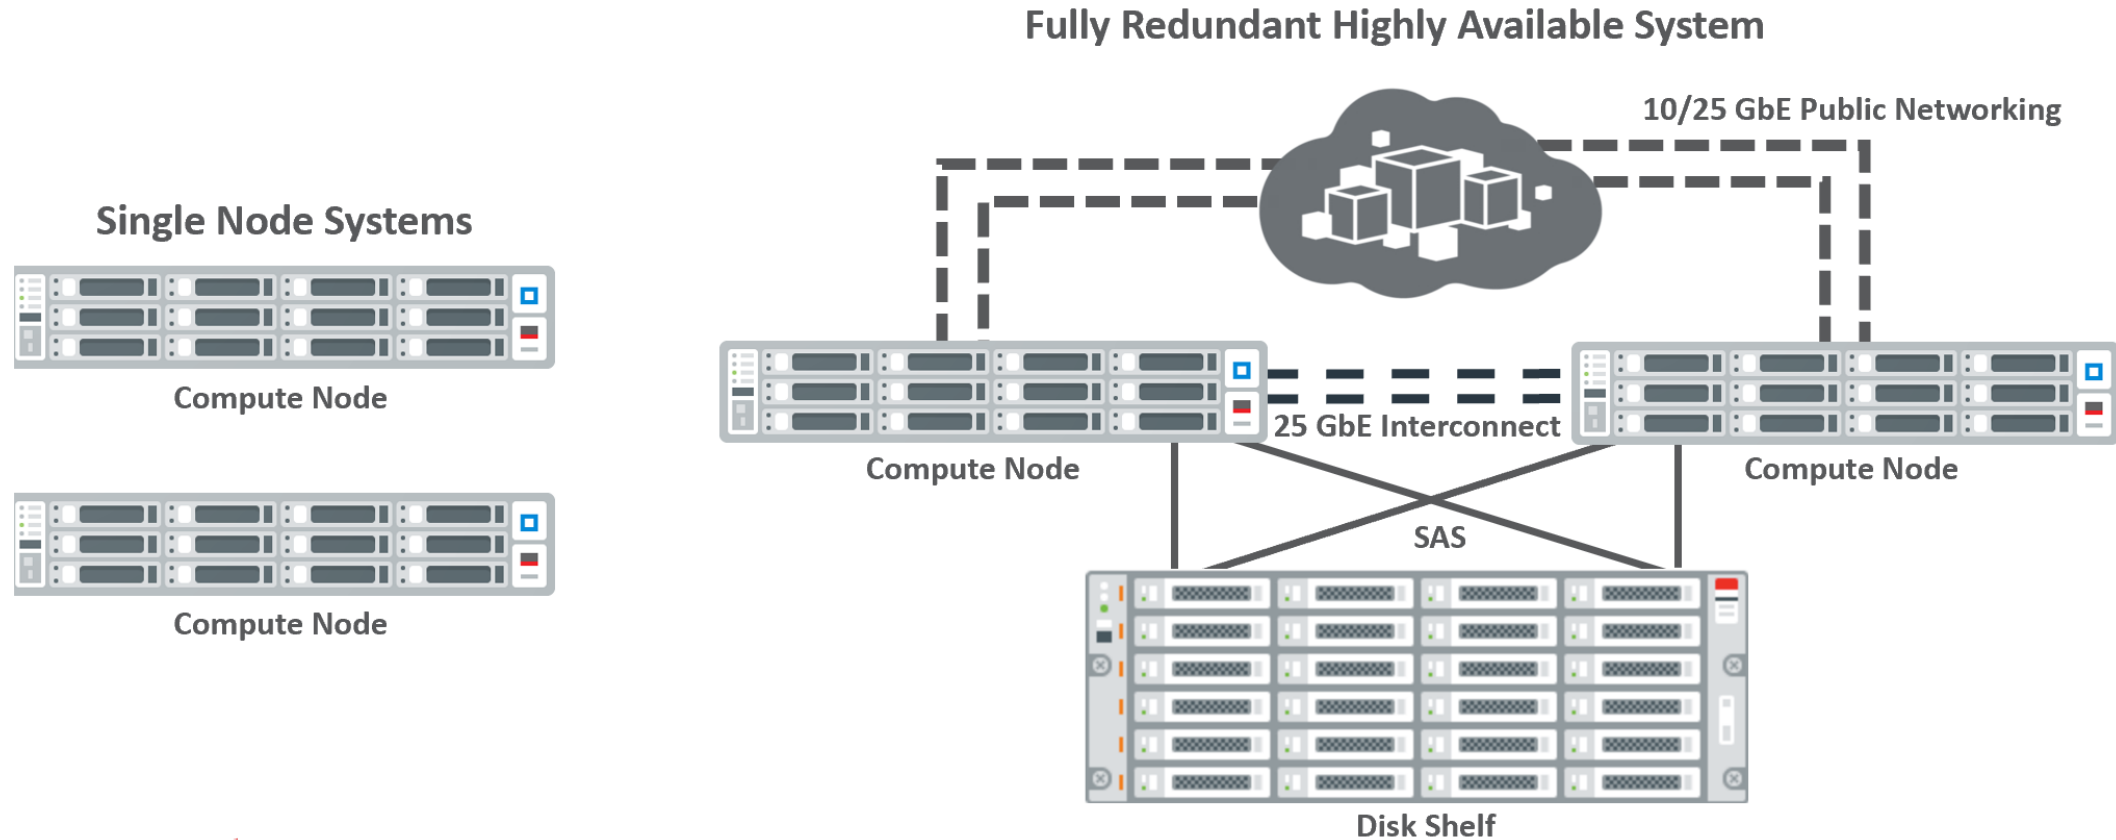 Fully Redundant Highly Available System
10/25 GbE Public Networking
Single Node Systems
Compute Node
25 GbE Interconnect
Compute Node
Compute Node
SAS
Compute Node
Disk Shelf